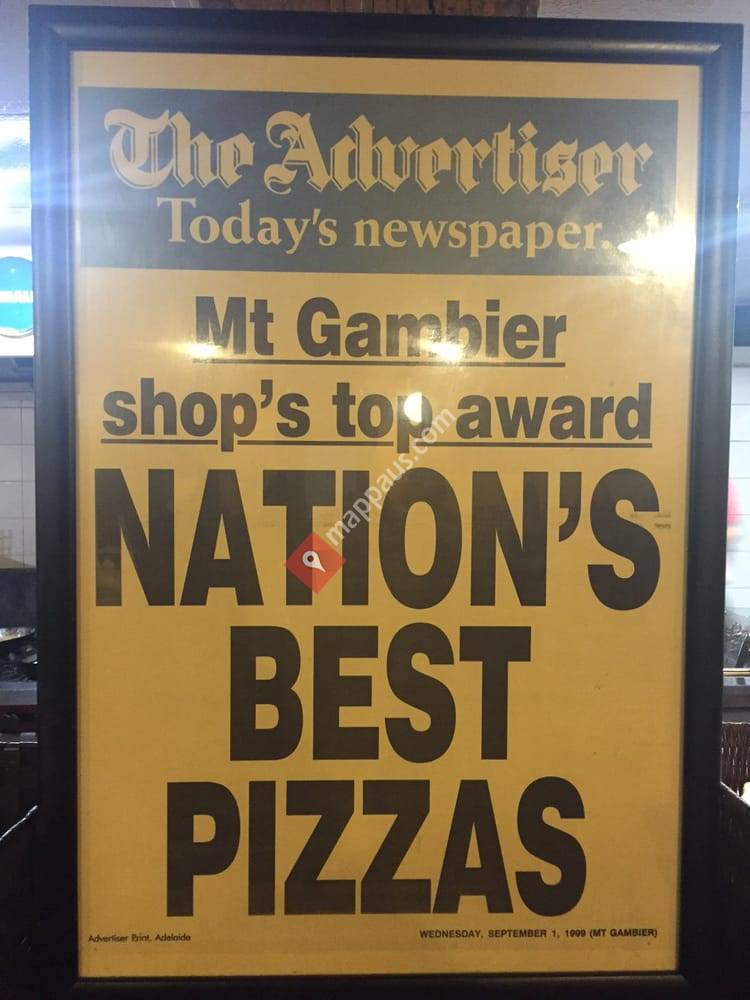 The Advertiser
Today's newspaper.
Mt Gambier
shop's top award
NATION'S
BEST
PIZZAS
Advertiser Print, Adelaide
WEDNESDAY, SEPTEMBER 1, 1999 (MT GAMBIER)
mappaus.com